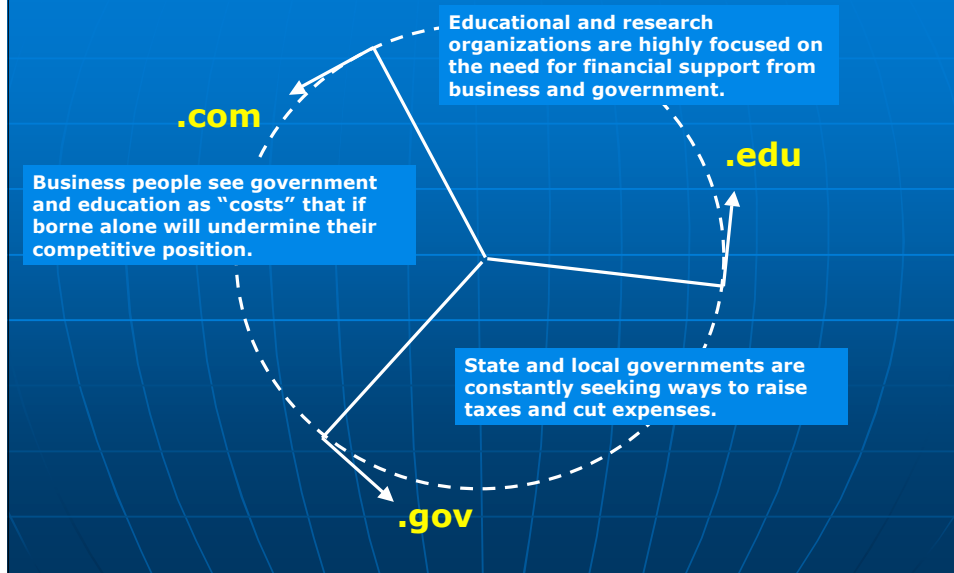 Educational and research
organizations are highly focused on
the need for financial support from
business and government.
.com
.edu
Business people see government
and education as “costs” that if
borne alone will undermine their
competitive position.
State and local governments are
constantly seeking ways to raise
taxes and cut expenses.
.gov